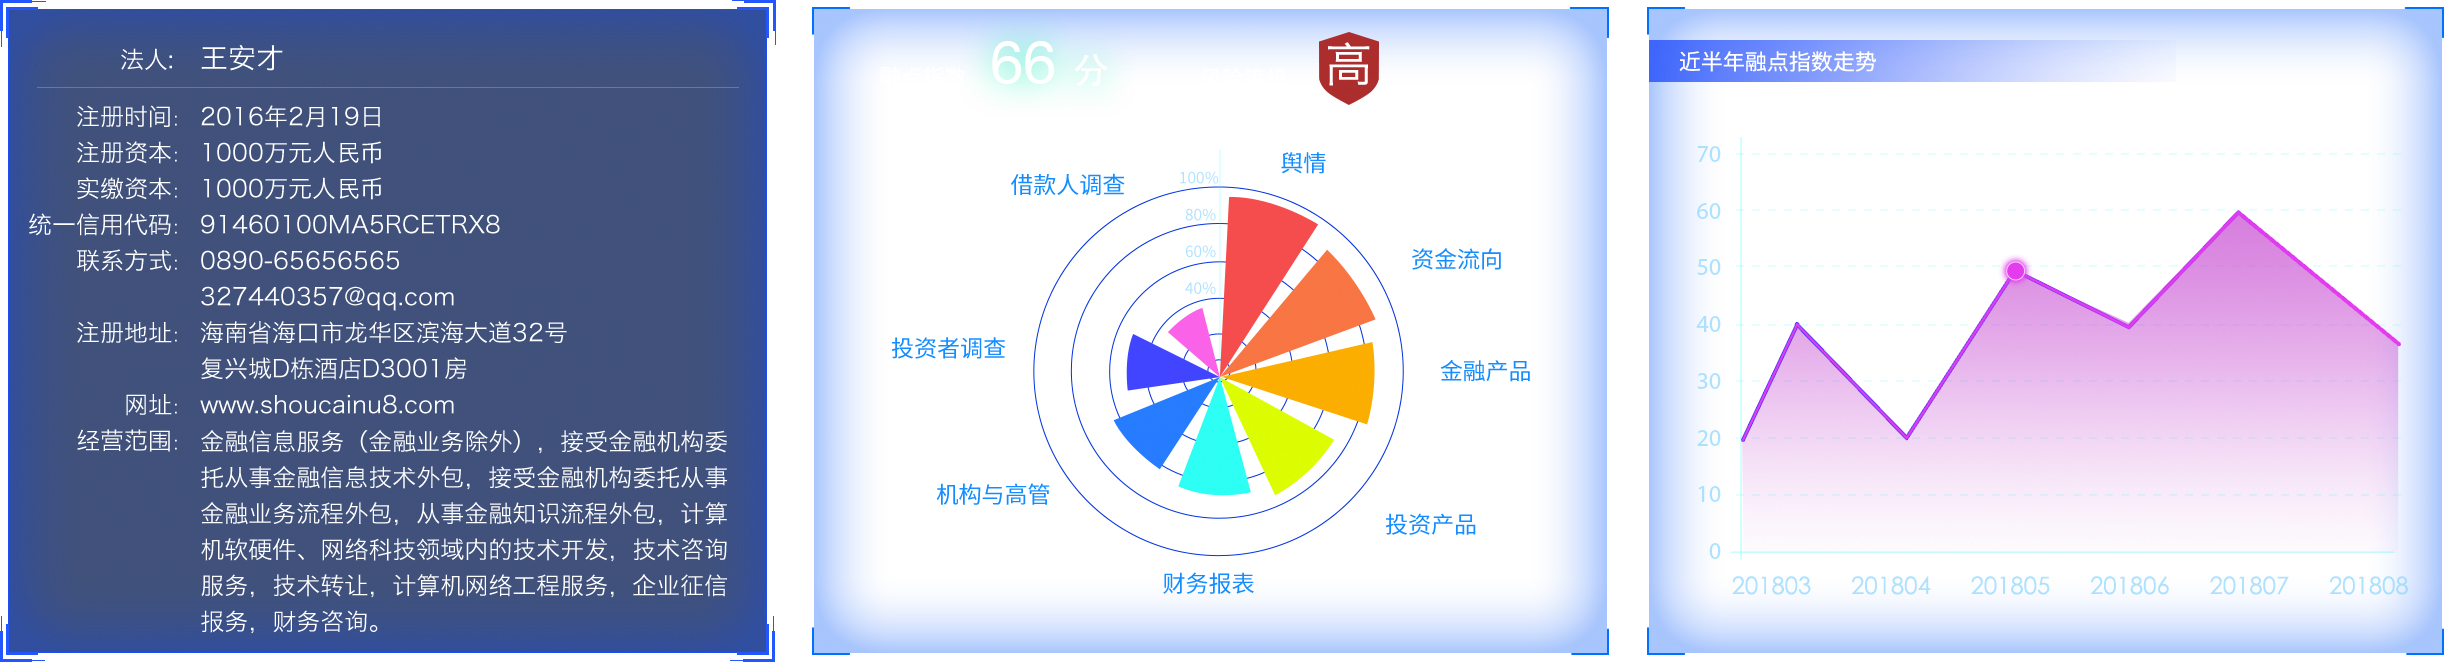 法人: 王安才
注册时间: 2016年2月19日
注册资本: 1000万元人民币
实缴资本: 1000万元人民币
统一信用代码: 91460100MA5RCETRX8
联系方式: 0890-65656565
327440357@qq.com
注册地址: 海南省海口市龙华区滨海大道32号
复兴城D栋酒店D3001房
网址: www.shoucainu8.com
经营范围: 金融信息服务（金融业务除外），接受金融机构委
托从事金融信息技术外包，接受金融机构委托从事
金融业务流程外包，从事金融知识流程外包，计算
机软硬件、网络科技领域内的技术开发，技术咨询
服务，技术转让，计算机网络工程服务，企业征信
报务，财务咨询。
66 分
高
舆情
借款人调查
100%
80%
60%
40%
资金流向
投资者调查
金融产品
机构与高管
投资产品
财务报表
近半年融点指数走势
70
60
50
40
30
20
10
0
201803 201804 201805 201806 201807 201808